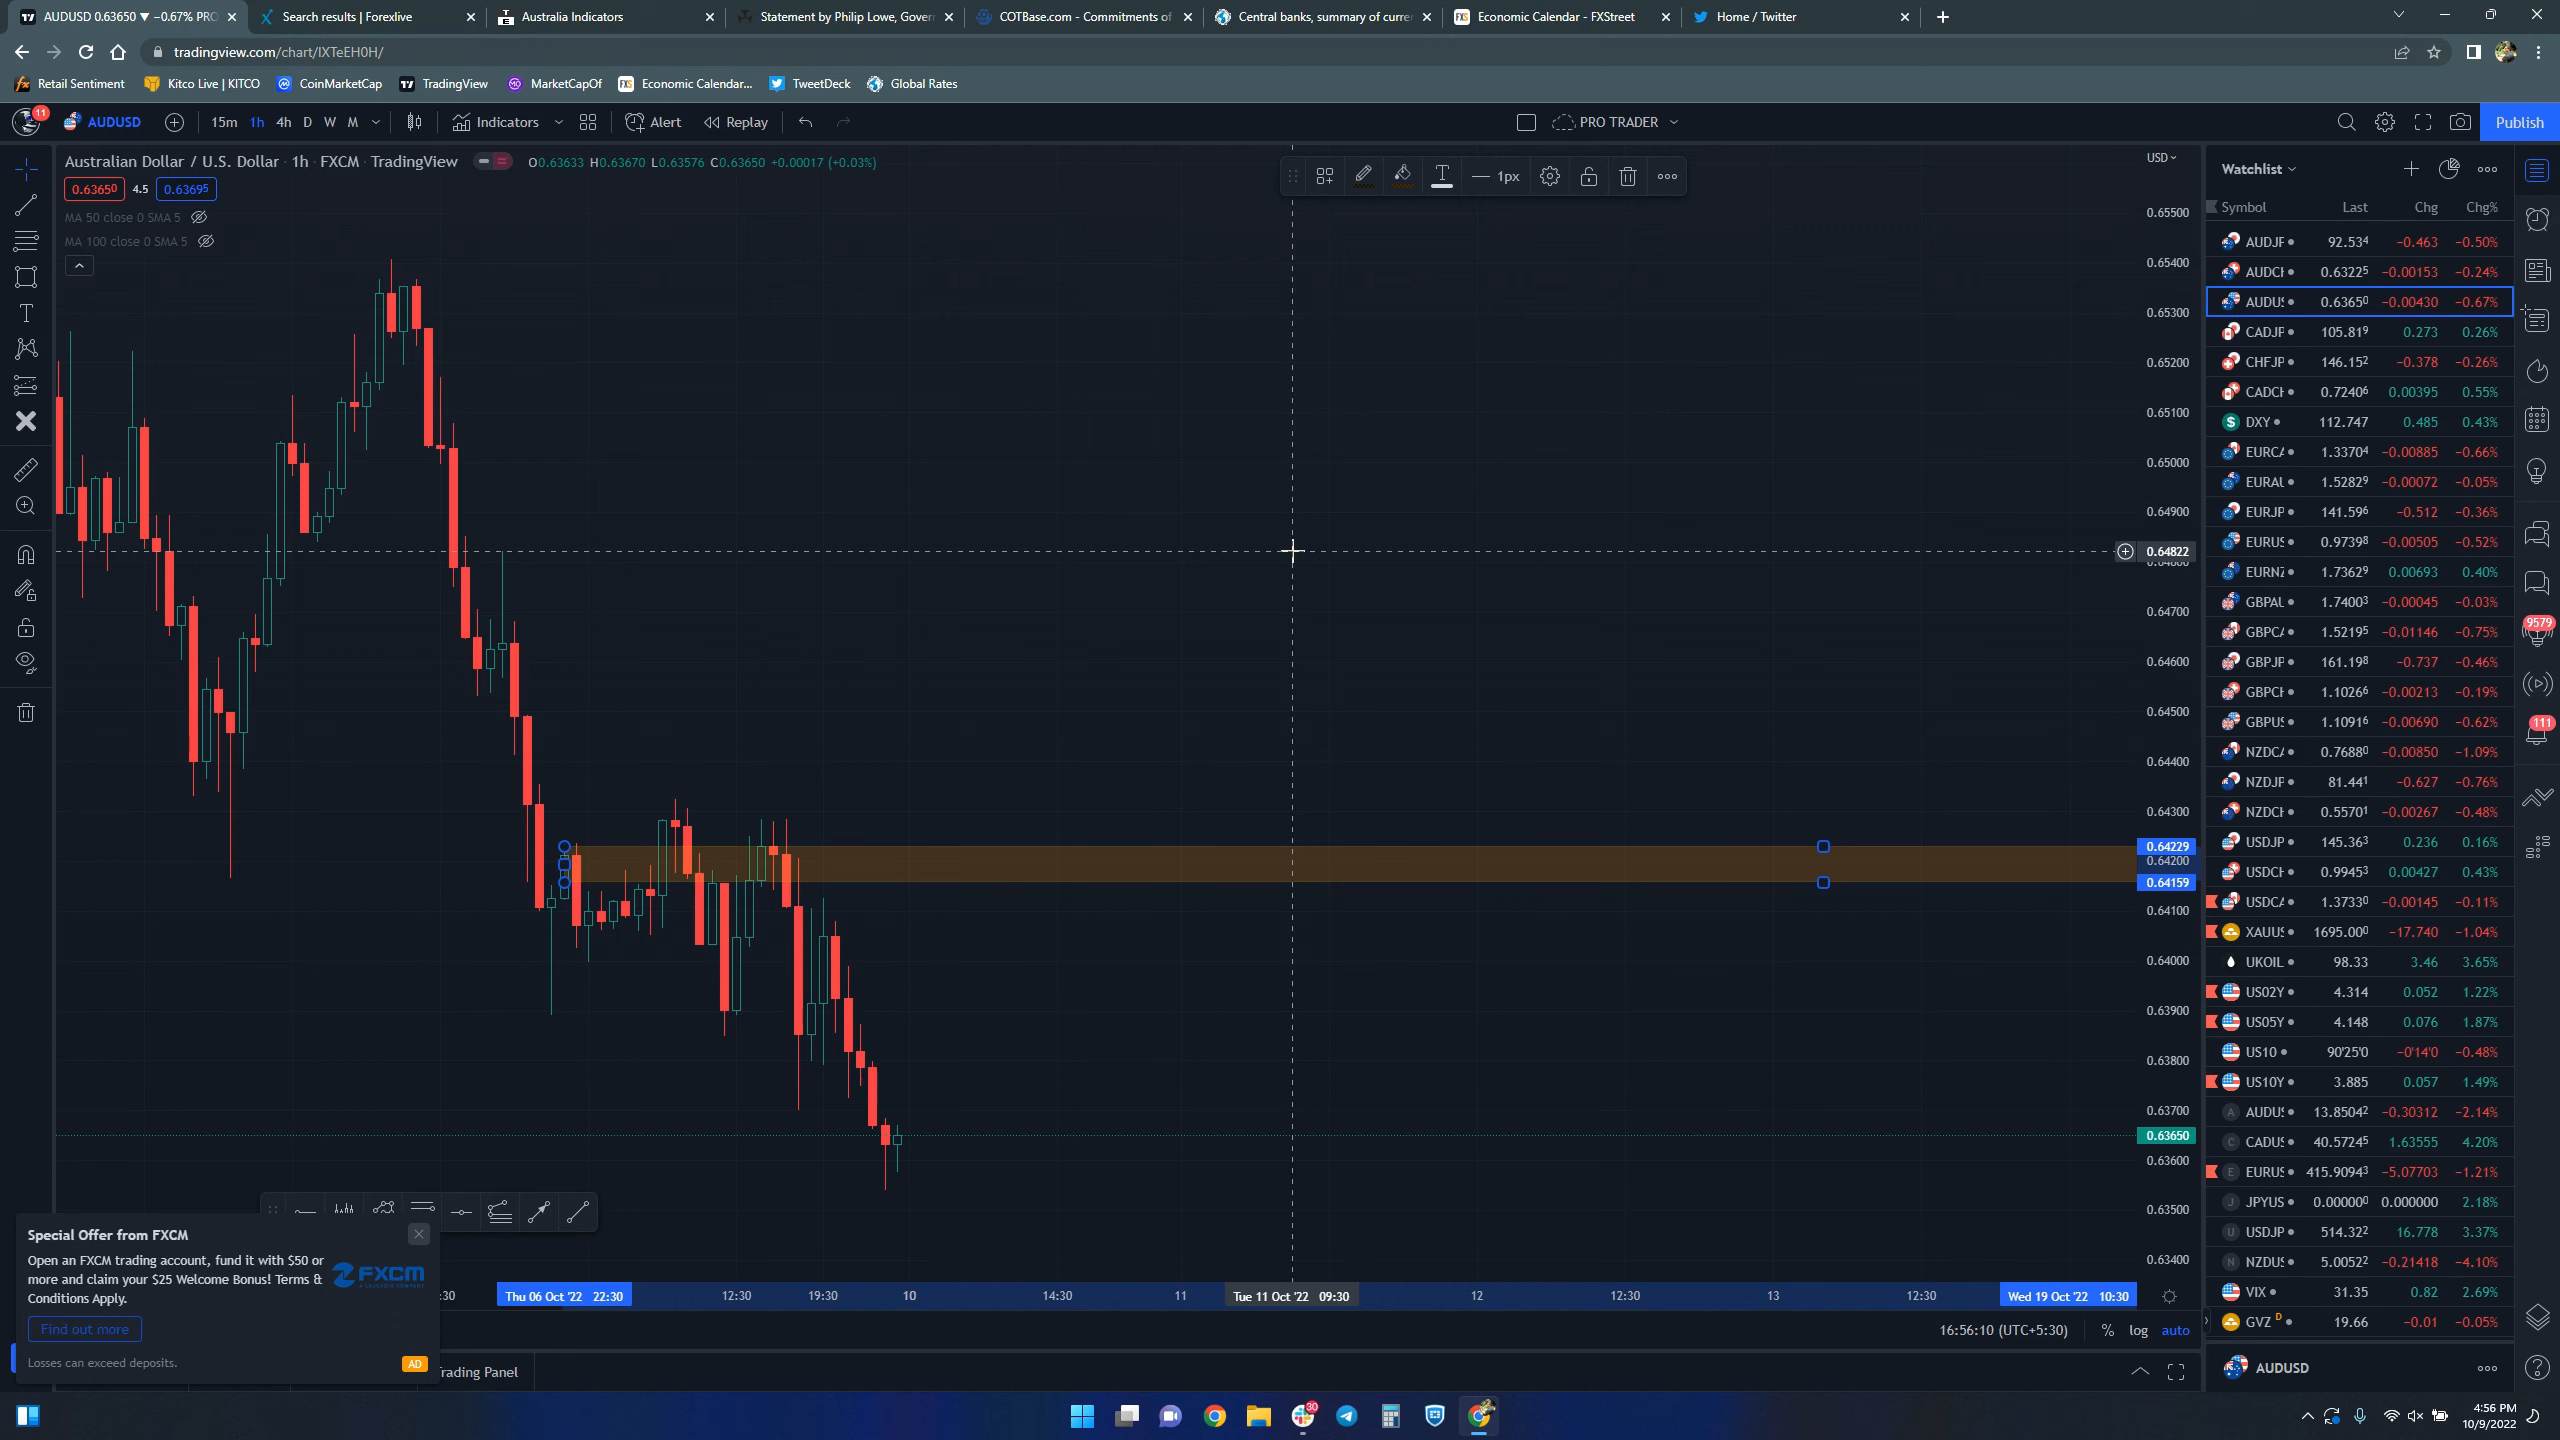 AUDUSD 0.63650 ▼ −0.67% PRO
Search results | Forexlive
Australia Indicators
Statement by Philip Lowe, Gover
COTBase.com - Commitments of
Central banks, summary of curre
Economic Calendar - FXStreet
Home / Twitter
tradingview.com/chart/IXTeEH0H/
Retail Sentiment
Kitco Live | KITCO
CoinMarketCap
TradingView
MarketCapOf
Economic Calendar...
TweetDeck
Global Rates
11
AUDUSD
15m 1h 4h D W M
Indicators
Alert
Replay
PRO TRADER
Publish
Australian Dollar / U.S. Dollar · 1h · FXCM · TradingView
O0.63633 H0.63670 L0.63576 C0.63650 +0.00017 (+0.03%)
0.63650 4.5 0.63695
MA 50 close 0 SMA 5
MA 100 close 0 SMA 5
1px
USD
0.65500
0.65400
0.65300
0.65200
0.65100
0.65000
0.64900
0.64822
0.64800
0.64700
0.64600
0.64500
0.64400
0.64300
0.64229
0.64200
0.64159
0.64100
0.64000
0.63900
0.63800
0.63700
0.63650
0.63600
0.63500
0.63400
Watchlist
Symbol Last Chg Chg%
AUDJF 92.534 −0.463 −0.50%
AUDCH 0.63225 −0.00153 −0.24%
AUDUS 0.63650 −0.00430 −0.67%
CADJP 105.819 0.273 0.26%
CHFJP 146.152 −0.378 −0.26%
CADCH 0.72406 0.00395 0.55%
DXY 112.747 0.485 0.43%
EURCA 1.33704 −0.00885 −0.66%
EURAU 1.52829 −0.00072 −0.05%
EURJP 141.596 −0.512 −0.36%
EURUS 0.97398 −0.00505 −0.52%
EURNZ 1.73629 0.00693 0.40%
GBPAU 1.74003 −0.00045 −0.03%
GBPCA 1.52195 −0.01146 −0.75%
GBPJP 161.198 −0.737 −0.46%
GBPCH 1.10266 −0.00213 −0.19%
GBPUS 1.10916 −0.00690 −0.62%
NZDCA 0.76880 −0.00850 −1.09%
NZDJP 81.441 −0.627 −0.76%
NZDCH 0.55701 −0.00267 −0.48%
USDJP 145.363 0.236 0.16%
USDCH 0.99453 0.00427 0.43%
USDCA 1.37330 −0.00145 −0.11%
XAUUS 1695.000 −17.740 −1.04%
UKOIL 98.33 3.46 3.65%
US02Y 4.314 0.052 1.22%
US05Y 4.148 0.076 1.87%
US10 90'25'0 −0'14'0 −0.48%
US10Y 3.885 0.057 1.49%
A AUDUS 13.85042 −0.30312 −2.14%
C CADUS 40.57245 1.63555 4.20%
E EURUS 415.90943 −5.07703 −1.21%
J JPYUS 0.000000 0.000000 2.18%
U USDJP 514.322 16.778 3.37%
N NZDUS 5.00522 −0.21418 −4.10%
VIX 31.35 0.82 2.69%
GVZ D 19.66 −0.01 −0.05%
AUDUSD
9579
111
Special Offer from FXCM
Open an FXCM trading account, fund it with $50 or
more and claim your $25 Welcome Bonus! Terms &
Conditions Apply.
FXCM
Find out more
Losses can exceed deposits.
AD
:30
Thu 06 Oct '22 22:30
12:30
19:30
10
14:30
11
Tue 11 Oct '22 09:30
12
12:30
13
12:30
Wed 19 Oct '22 10:30
16:56:10 (UTC+5:30)
% log auto
rading Panel
30
4:56 PM
10/9/2022